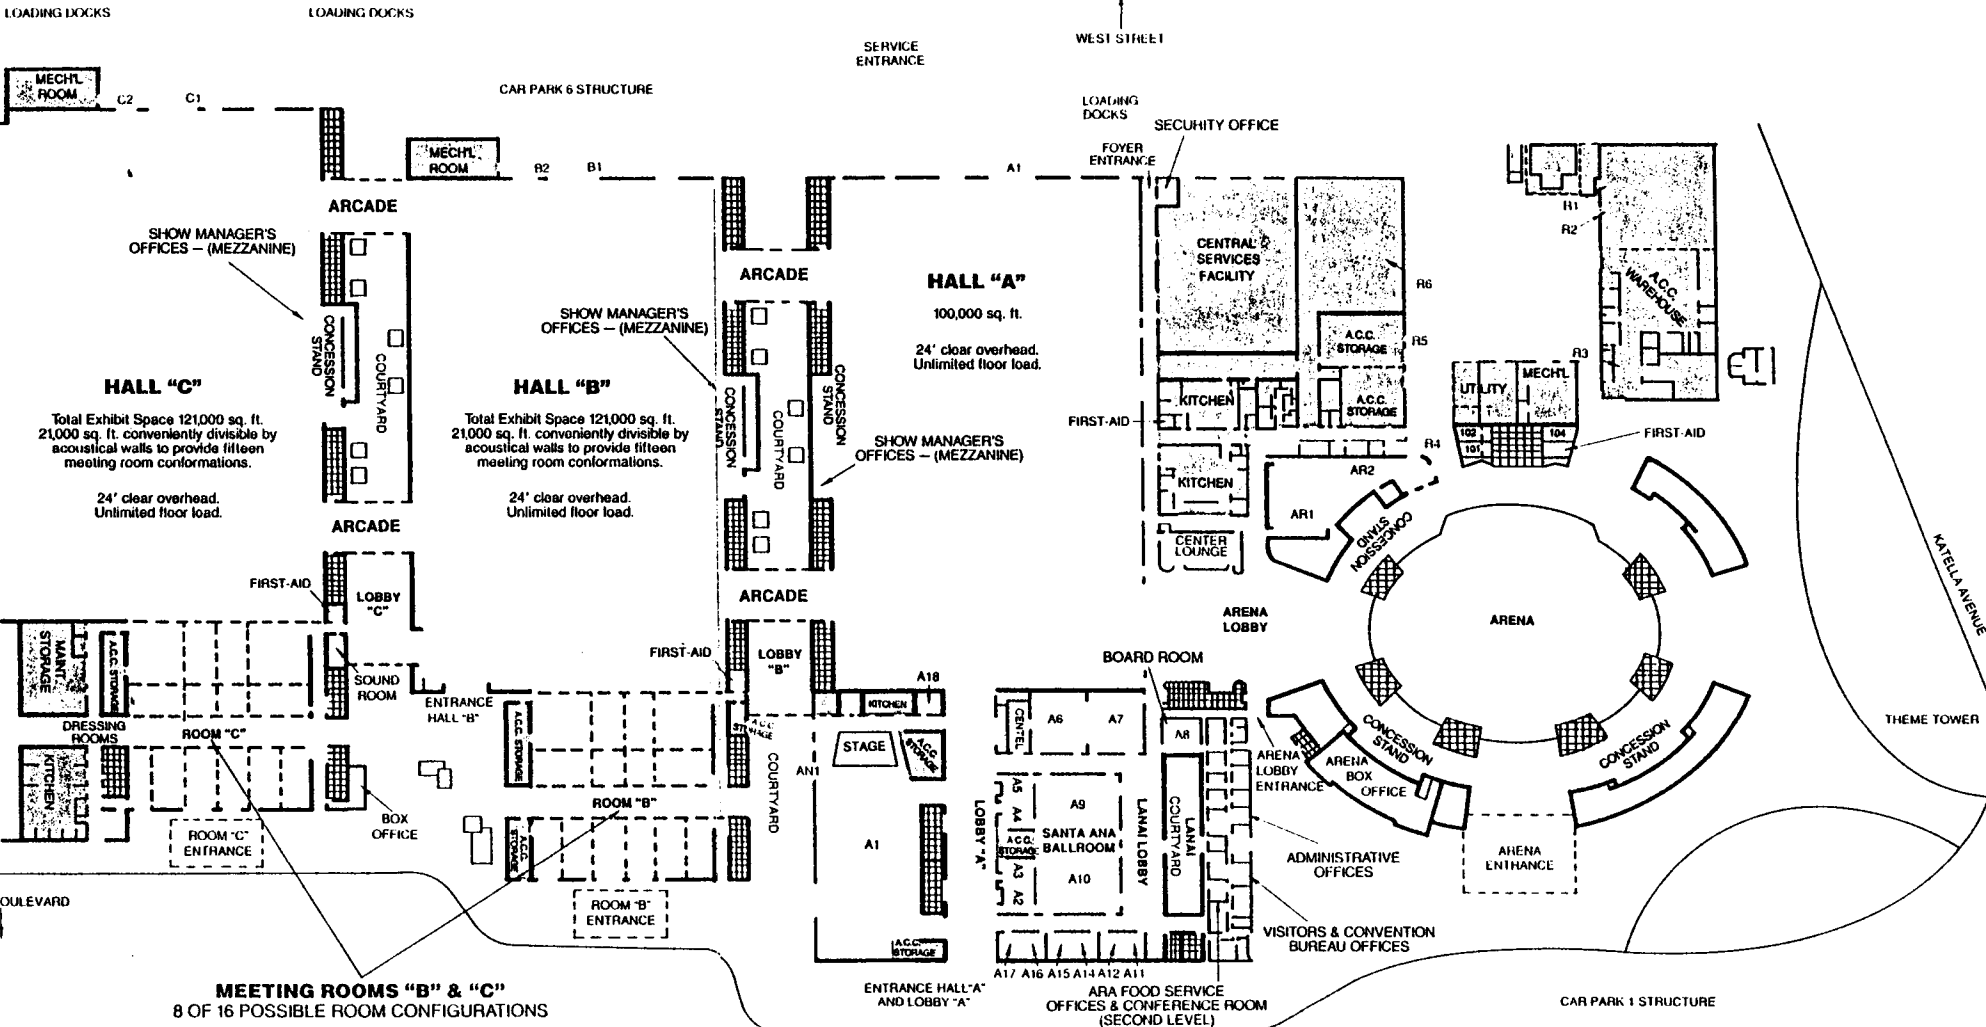 LOADING DOCKS
LOADING DOCKS
WEST STREET
SERVICE
ENTRANCE
MECH'L
ROOM
C2
C1
CAR PARK 6 STRUCTURE
LOADING
DOCKS
SECURITY OFFICE
FOYER
ENTRANCE
MECH'L
ROOM
B2
B1
A1
ARCADE
R1
R2
SHOW MANAGER'S
OFFICES – (MEZZANINE)
ARCADE
CENTRAL
SERVICES
FACILITY
HALL "A"
100,000 sq. ft.
24' clear overhead.
Unlimited floor load.
R6
A.C.C.
WAREHOUSE
SHOW MANAGER'S
OFFICES – (MEZZANINE)
CONCESSION
STAND
COURTYARD
A.C.C.
STORAGE
R5
R3
HALL "C"
Total Exhibit Space 121,000 sq. ft.
21,000 sq. ft. conveniently divisible by
acoustical walls to provide fifteen
meeting room conformations.
24' clear overhead.
Unlimited floor load.
HALL "B"
Total Exhibit Space 121,000 sq. ft.
21,000 sq. ft. conveniently divisible by
acoustical walls to provide fifteen
meeting room conformations.
24' clear overhead.
Unlimited floor load.
CONCESSION
STAND
COURTYARD
CONCESSION
STAND
KITCHEN
A.C.C.
STORAGE
UTILITY
MECH'L
FIRST-AID
102
101
104
FIRST-AID
SHOW MANAGER'S
OFFICES – (MEZZANINE)
R4
AR2
KITCHEN
AR1
CONCESSION
STAND
ARCADE
CENTER
LOUNGE
KATELLA AVENUE
FIRST-AID
LOBBY
"C"
ARCADE
ARENA
LOBBY
ARENA
MAINT.
STORAGE
A.C.C. STORAGE
SOUND
ROOM
FIRST-AID
LOBBY
"B"
BOARD ROOM
A18
KITCHEN
ENTRANCE
HALL "B"
DRESSING
ROOMS
ROOM "C"
A.C.C. STORAGE
A.C.C.
STORAGE
STAGE
A.C.C.
STORAGE
CENTEL
A6
A7
A8
CONCESSION
STAND
CONCESSION
STAND
THEME TOWER
KITCHEN
COURTYARD
AN1
ARENA
LOBBY
ENTRANCE
ARENA
BOX
OFFICE
BOX
OFFICE
ROOM "B"
ROOM "C"
ENTRANCE
A.C.C.
STORAGE
A1
LOBBY "A"
A5
A4
A.C.C.
STORAGE
A3
A2
A9
SANTA ANA
BALLROOM
A10
LANAI LOBBY
LANAI
COURTYARD
ADMINISTRATIVE
OFFICES
ARENA
ENTRANCE
OULEVARD
ROOM "B"
ENTRANCE
A.C.C.
STORAGE
VISITORS & CONVENTION
BUREAU OFFICES
A17 A16 A15 A14 A12 A11
ENTRANCE HALL "A"
AND LOBBY "A"
ARA FOOD SERVICE
OFFICES & CONFERENCE ROOM
(SECOND LEVEL)
MEETING ROOMS "B" & "C"
8 OF 16 POSSIBLE ROOM CONFIGURATIONS
CAR PARK 1 STRUCTURE